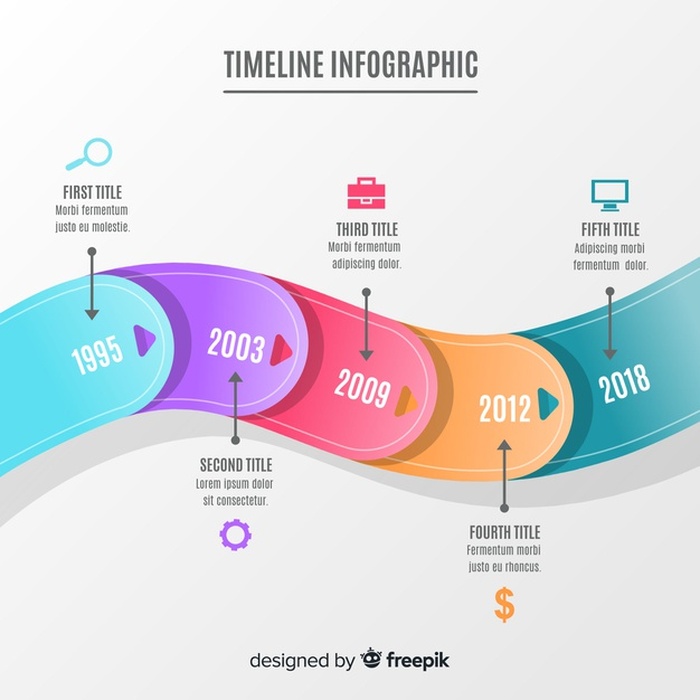 TIMELINE INFOGRAPHIC
FIRST TITLE
Morbi fermentum
justo eu molestie.
THIRD TITLE
Morbi fermentum
adipiscing dolor.
FIFTH TITLE
Adipiscing morbi
fermentum dolor.
1995
2003
2009
2012
2018
SECOND TITLE
Lorem ipsum dolor
sit consectetur.
FOURTH TITLE
Fermentum morbi
justo eu rhoncus.
$
designed by freepik